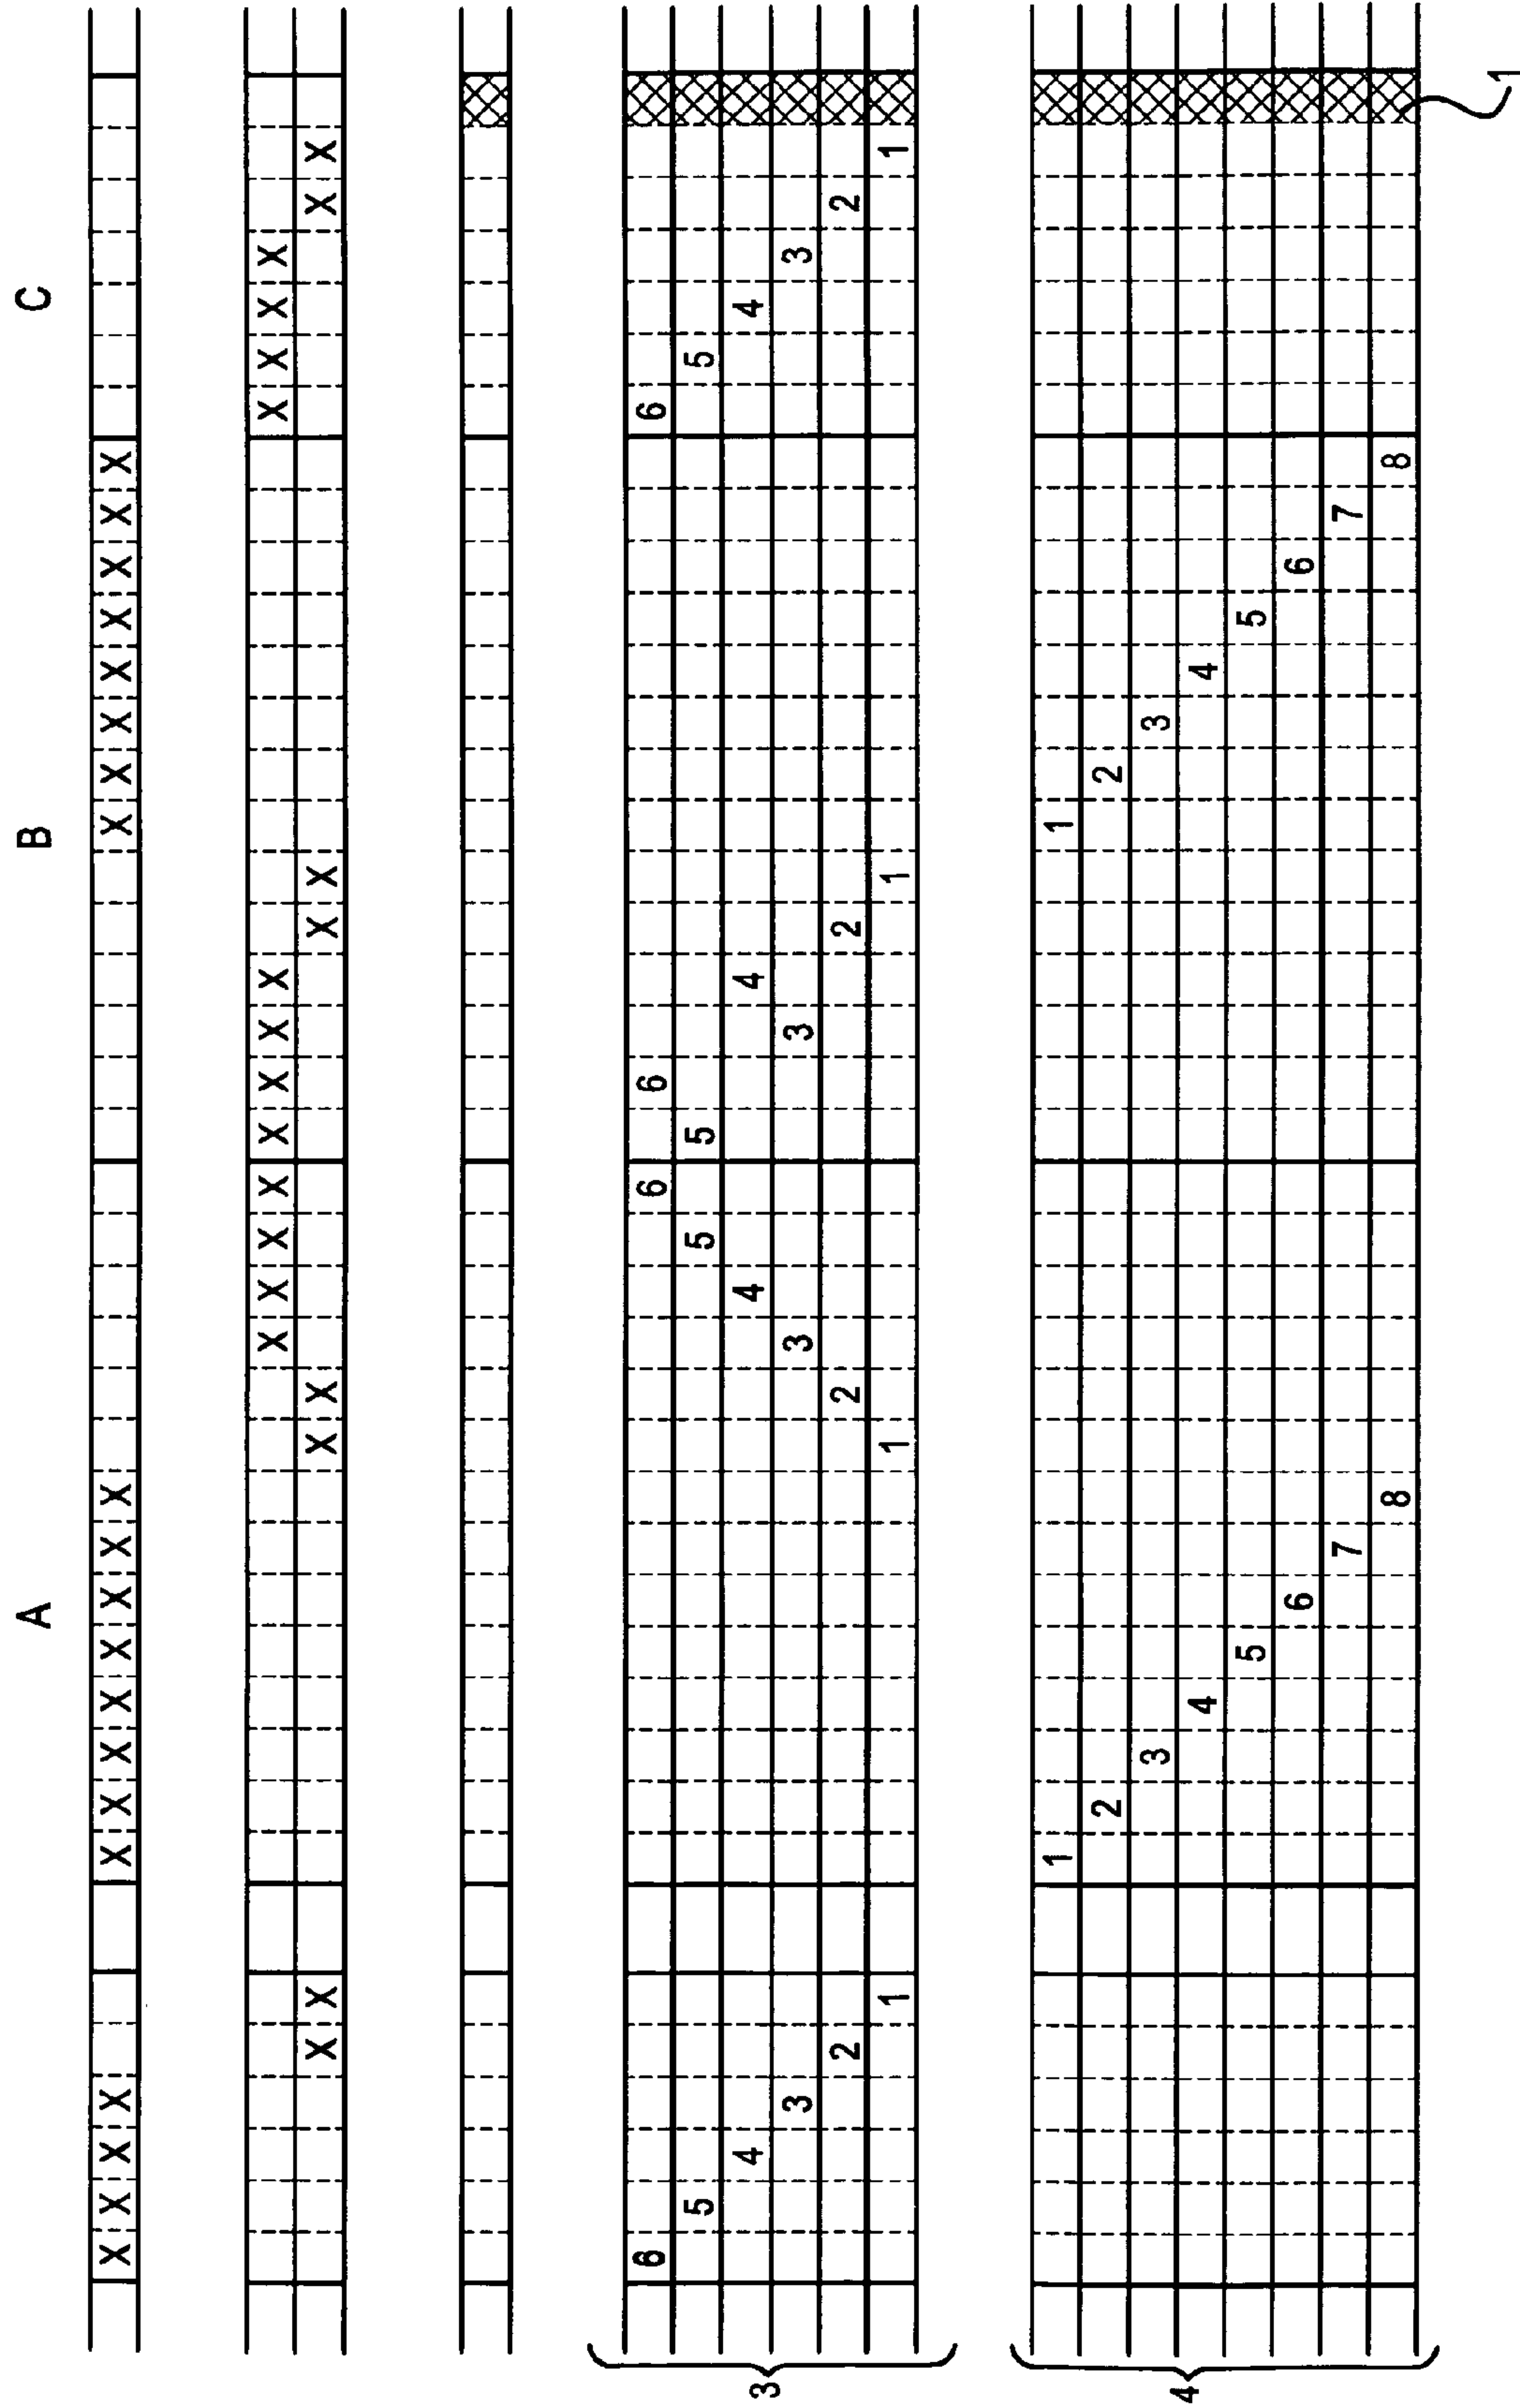 A B C
X X X X X X X X X X X X X X X X X X X X
X X X X X X X X X X X X
X X X X X X X X
6 6 6 6
5 5 5 5
4 4 4 4
3
3 3 3 3
2 2 2 2
1 1 1 1
1 1
2 2
3 3
4
4 4
5 5
6 6
7 7
8 8
1